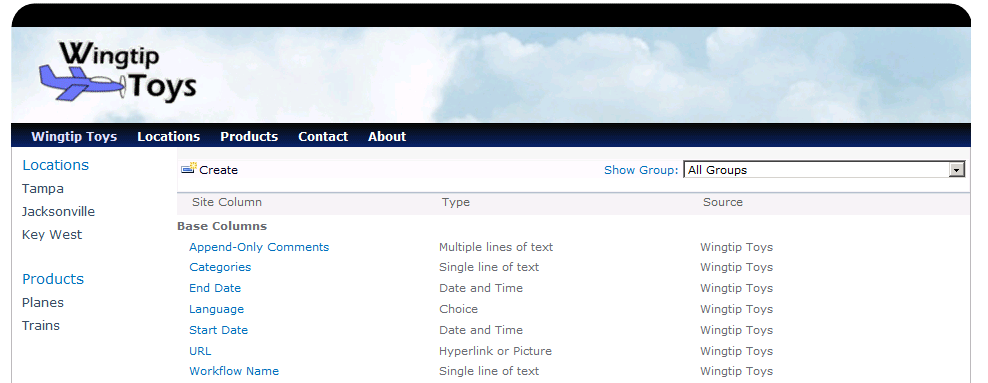 Wingtip
Toys
Wingtip Toys Locations Products Contact About
Locations
Tampa
Jacksonville
Key West
Products
Planes
Trains
Create Show Group: All Groups
Site Column Type Source
Base Columns
Append-Only Comments Multiple lines of text Wingtip Toys
Categories Single line of text Wingtip Toys
End Date Date and Time Wingtip Toys
Language Choice Wingtip Toys
Start Date Date and Time Wingtip Toys
URL Hyperlink or Picture Wingtip Toys
Workflow Name Single line of text Wingtip Toys